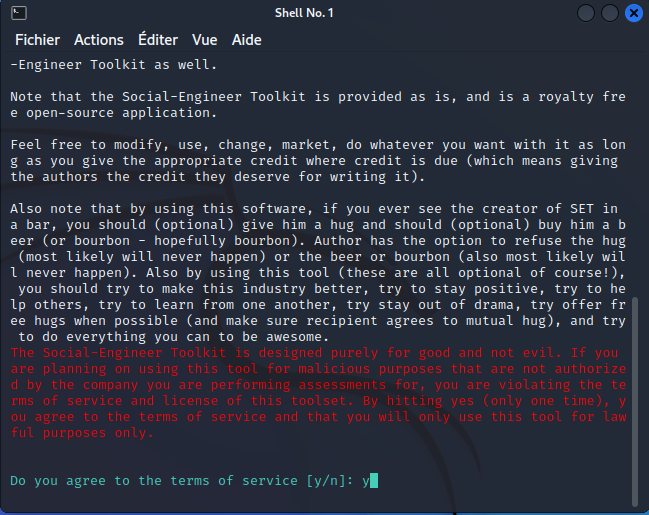 Shell No. 1
Fichier Actions Éditer Vue Aide
-Engineer Toolkit as well.
Note that the Social-Engineer Toolkit is provided as is, and is a royalty fre
e open-source application.
Feel free to modify, use, change, market, do whatever you want with it as lon
g as you give the appropriate credit where credit is due (which means giving
the authors the credit they deserve for writing it).
Also note that by using this software, if you ever see the creator of SET in
a bar, you should (optional) give him a hug and should (optional) buy him a b
eer (or bourbon - hopefully bourbon). Author has the option to refuse the hug
(most likely will never happen) or the beer or bourbon (also most likely wil
l never happen). Also by using this tool (these are all optional of course!),
you should try to make this industry better, try to stay positive, try to he
lp others, try to learn from one another, try stay out of drama, try offer fr
ee hugs when possible (and make sure recipient agrees to mutual hug), and try
to do everything you can to be awesome.
The Social-Engineer Toolkit is designed purely for good and not evil. If you
are planning on using this tool for malicious purposes that are not authorize
d by the company you are performing assessments for, you are violating the te
rms of service and license of this toolset. By hitting yes (only one time), y
ou agree to the terms of service and that you will only use this tool for law
ful purposes only.
Do you agree to the terms of service [y/n]: y